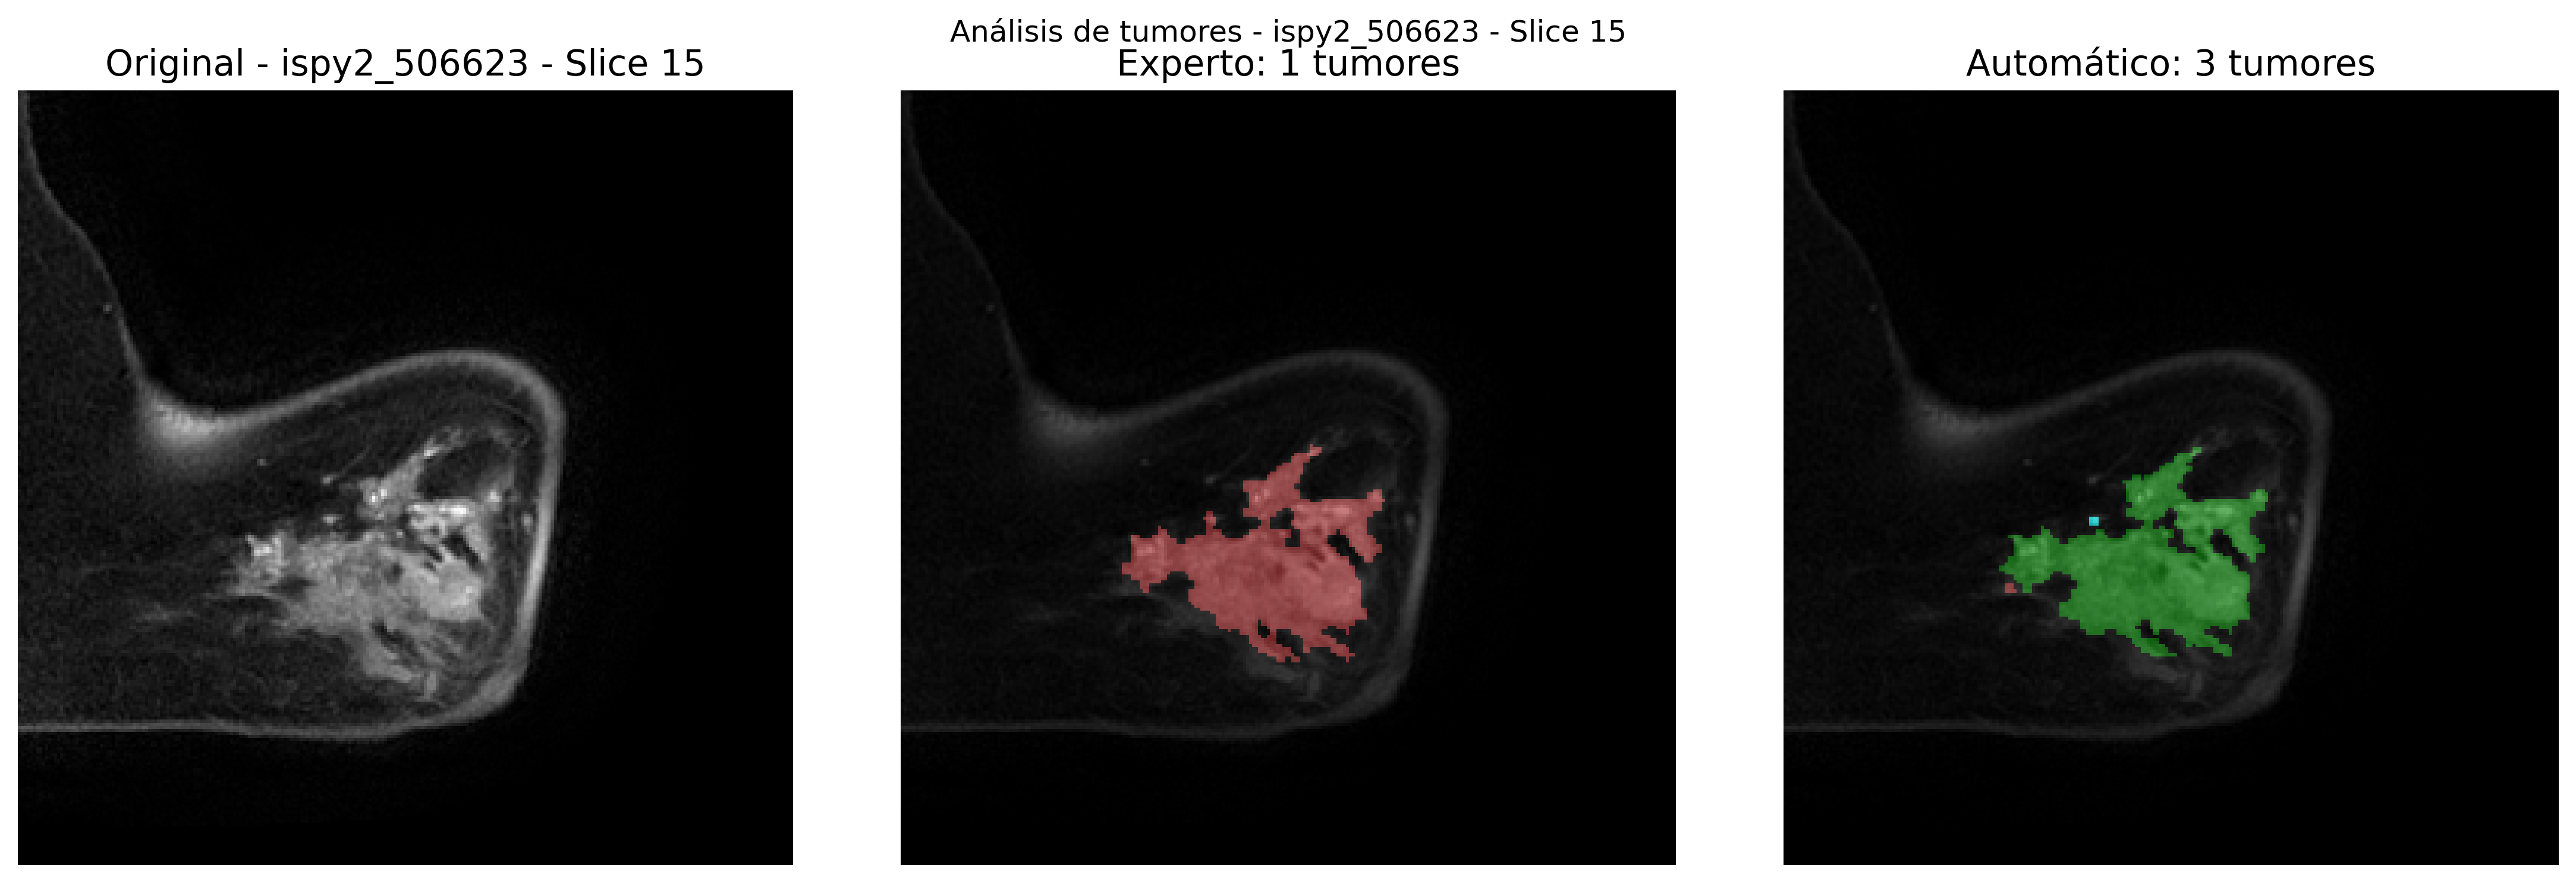 Análisis de tumores - ispy2_506623 - Slice 15
Original - ispy2_506623 - Slice 15
Experto: 1 tumores
Automático: 3 tumores